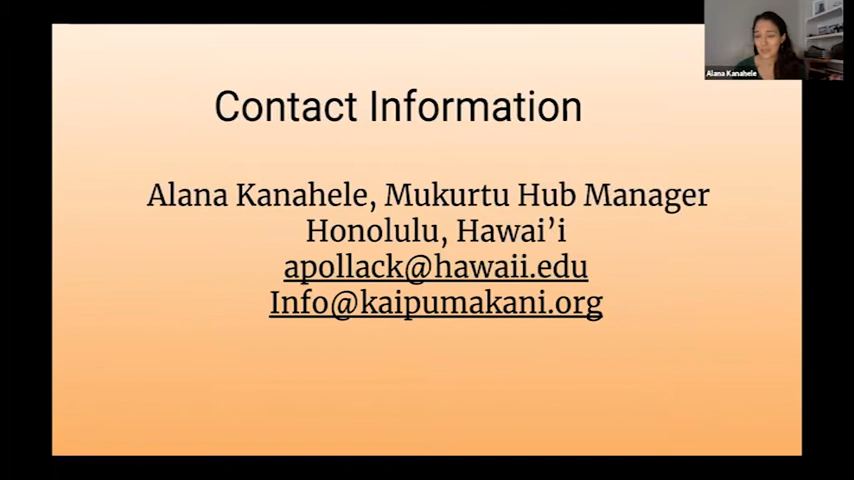 Alana Kanahele
Contact Information
Alana Kanahele, Mukurtu Hub Manager
Honolulu, Hawai’i
apollack@hawaii.edu
Info@kaipumakani.org